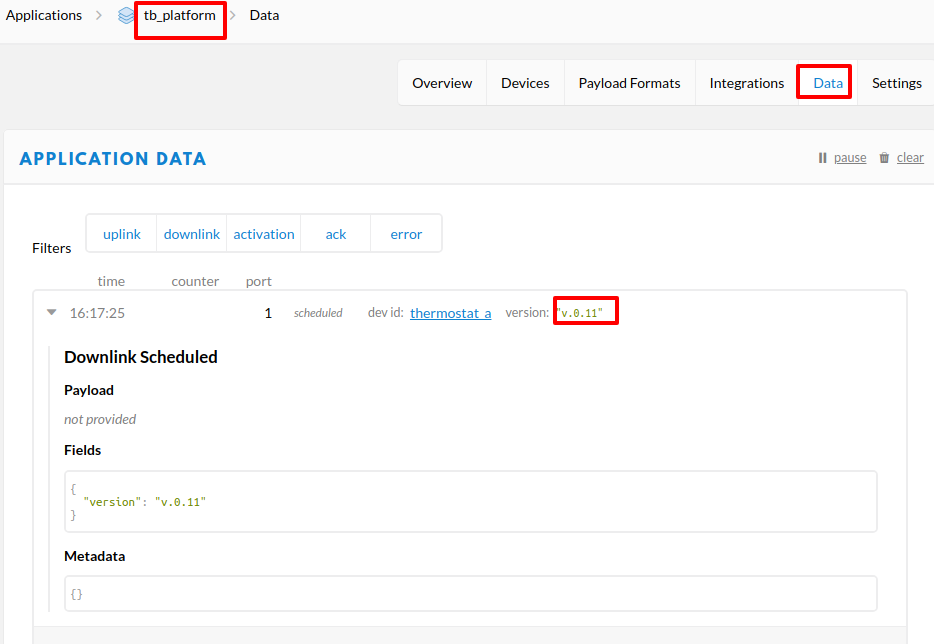 Applications > tb_platform > Data
Overview Devices Payload Formats Integrations Data Settings
APPLICATION DATA
pause clear
Filters uplink downlink activation ack error
time counter port
16:17:25 1 scheduled dev id: thermostat_a version: "v.0.11"
Downlink Scheduled
Payload
not provided
Fields
{
"version": "v.0.11"
}
Metadata
{}